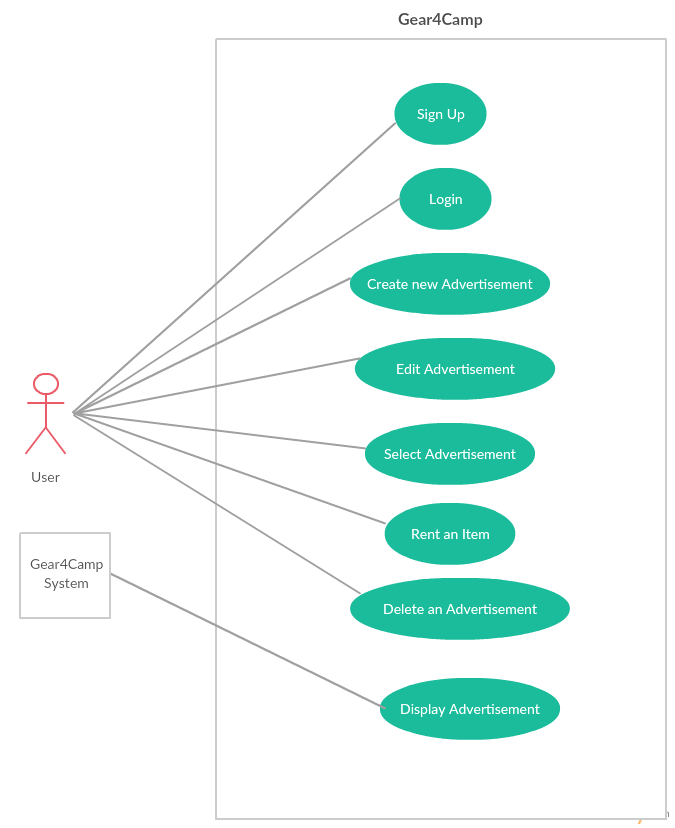 Gear4Camp
Sign Up
Login
Create new Advertisement
Edit Advertisement
Select Advertisement
User
Rent an Item
Gear4Camp
System
Delete an Advertisement
Display Advertisement